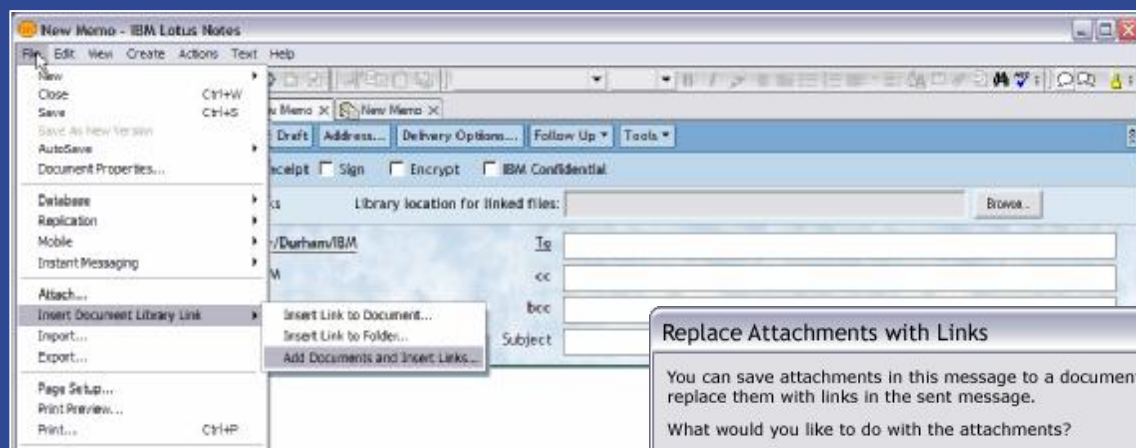 New Memo - IBM Lotus Notes
File Edit View Create Actions Text Help
New
Close Ctrl+W
Save Ctrl+S
Save As New Version
AutoSave
Document Properties...
Database
Replication
Mobile
Instant Messaging
Attach...
Insert Document Library Link
Import...
Export...
Page Setup...
Print Preview...
Print... Ctrl+P
Insert Link to Document...
Insert Link to Folder...
Add Documents and Insert Links...
Memo New Memo
Draft Address... Delivery Options... Follow Up Tools
Sign Encrypt IBM Confidential
Library location for linked files: Browse...
/Durham/IBM To
cc
bcc
Subject
Replace Attachments with Links
You can save attachments in this message to a document
replace them with links in the sent message.
What would you like to do with the attachments?